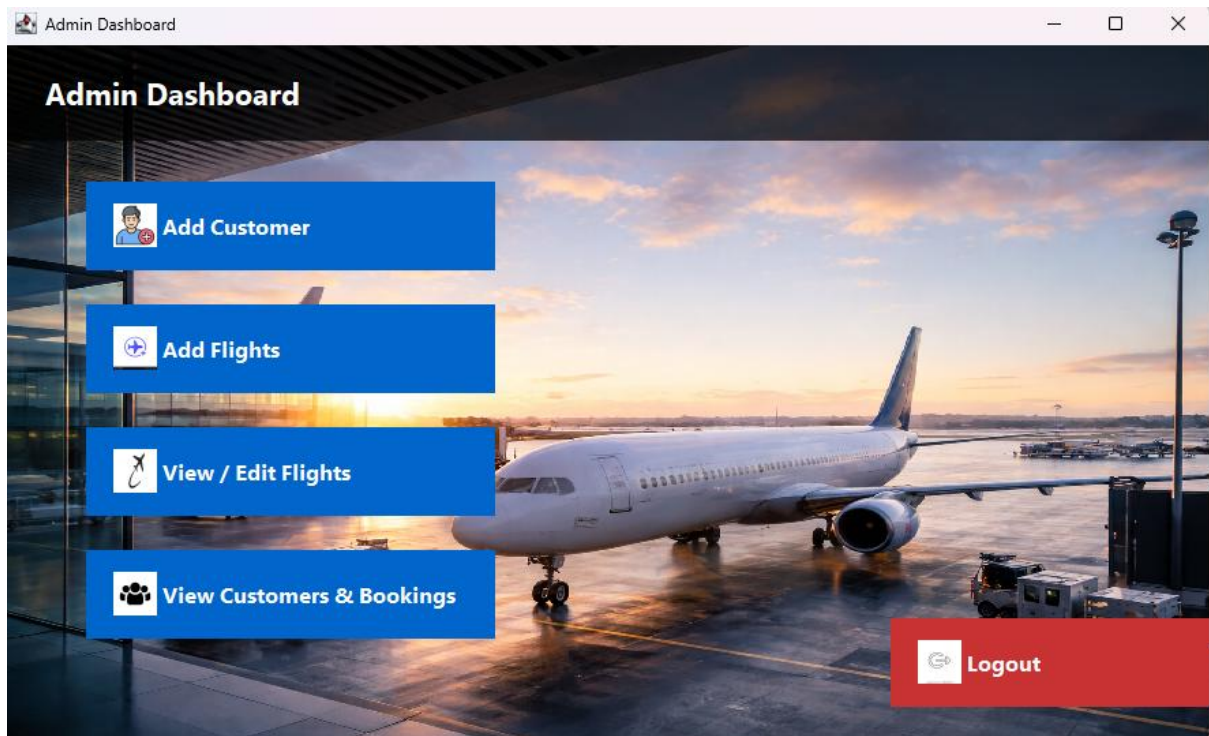 Admin Dashboard
Admin Dashboard
Add Customer
Add Flights
View / Edit Flights
View Customers & Bookings
Logout